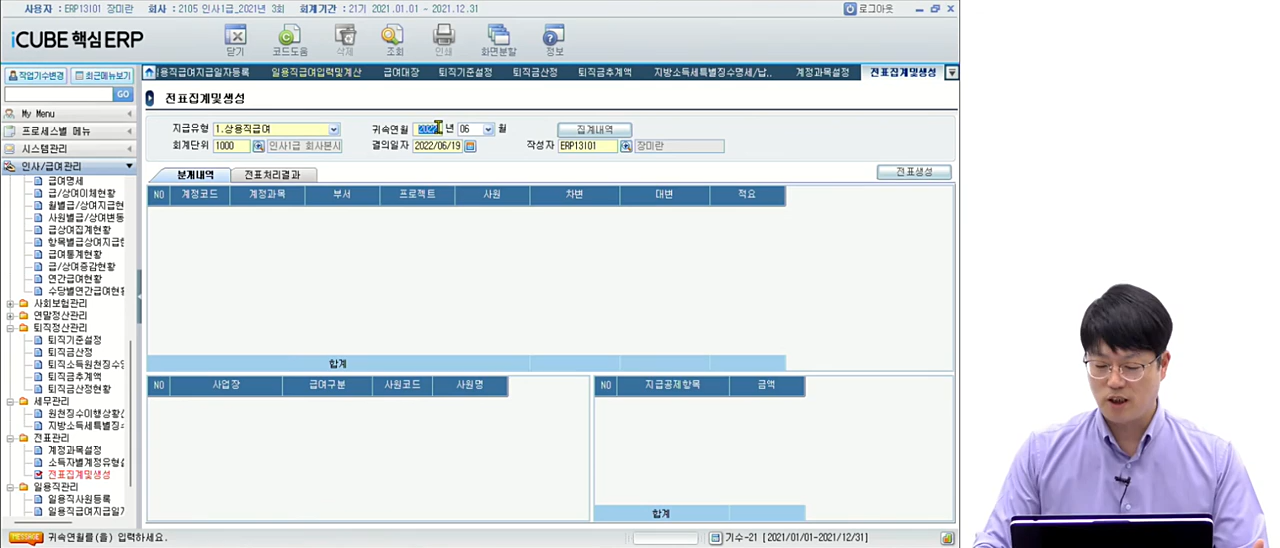 사용자 : ERP13I01 장미란 회사 : 2105 인사1급_2021년 3회 회계기간 : 21기 2021.01.01 - 2021.12.31 로그아웃
iCUBE 핵심ERP
닫기 코드도움 삭제 조회 인쇄 화면분할 정보
작업기수변경 최근메뉴보기
용직급여지급일자등록 일용직급여입력및계산 급여대장 퇴직기준설정 퇴직금산정 퇴직금추계액 지방소득세특별징수명세/납.. 계정과목설정 전표집계및생성
GO
My Menu
프로세스별 메뉴
시스템관리
인사/급여관리
급여명세
급/상여이체현황
월별급/상여지급현
사원별급/상여변동
급상여집계현황
항목별급상여지급현
급여통계현황
급/상여증감현황
연간급여현황
수당별연간급여현황
사회보험관리
연말정산관리
퇴직정산관리
퇴직기준설정
퇴직금산정
퇴직소득원천징수영
퇴직금추계액
퇴직금산정현황
세무관리
원천징수이행상황신
지방소득세특별징수
전표관리
계정과목설정
소득자별계정유형설
전표집계및생성
일용직관리
일용직사원등록
일용직급여지급일자
전표집계및생성
지급유형 1.상용직급여 귀속연월 2022 년 06 월 집계내역
회계단위 1000 인사1급 회사본사 결의일자 2022/06/19 작성자 ERP13I01 장미란
분개내역 전표처리결과 전표생성
NO 계정코드 계정과목 부서 프로젝트 사원 차변 대변 적요
합계
NO 사업장 급여구분 사원코드 사원명
NO 지급공제항목 금액
합계
MESSAGE 귀속연월를(을) 입력하세요. 기수-21 [2021/01/01-2021/12/31]